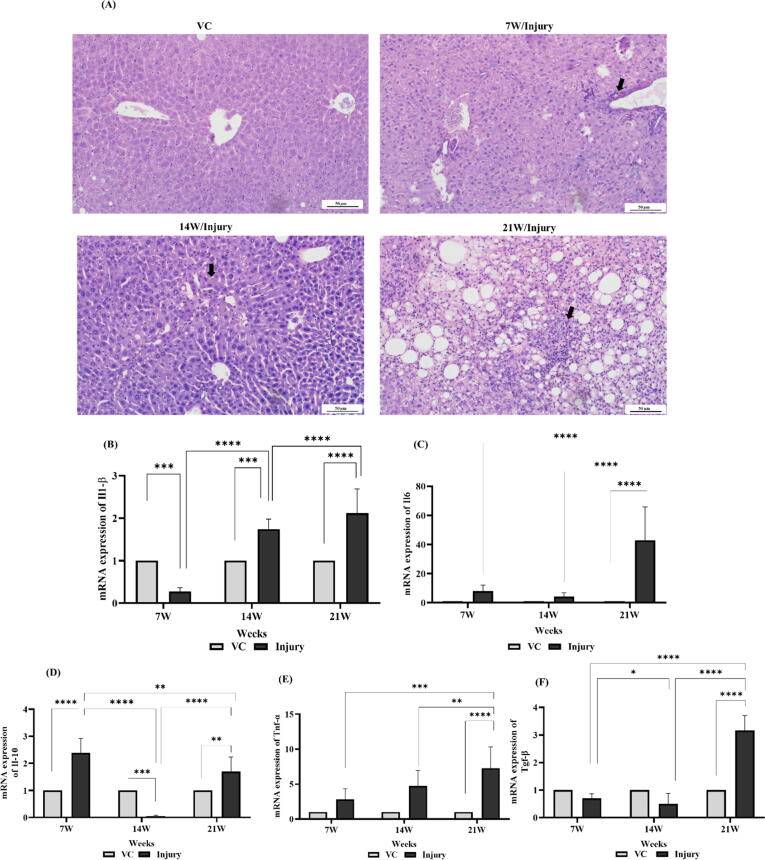 (A)
VC
7W/Injury
50 µm
50 µm
14W/Injury
21W/Injury
50 µm
50 µm
(B)
(C)
mRNA expression of Il1-β
3
2
1
0
***
****
***
****
****
7W
14W
21W
Weeks
VC
Injury
mRNA expression of Il6
80
60
40
20
0
****
****
****
7W
14W
21W
Weeks
VC
Injury
(D)
(E)
(F)
mRNA expression
of Il-10
4
3
2
1
0
****
****
**
***
****
**
7W
14W
21W
VC
Injury
mRNA expression of Tnf-α
15
10
5
0
***
**
****
7W
14W
21W
VC
Injury
mRNA expression of
Tgf-β
4
3
2
1
0
****
*
****
****
7W
14W
21W
VC
Injury